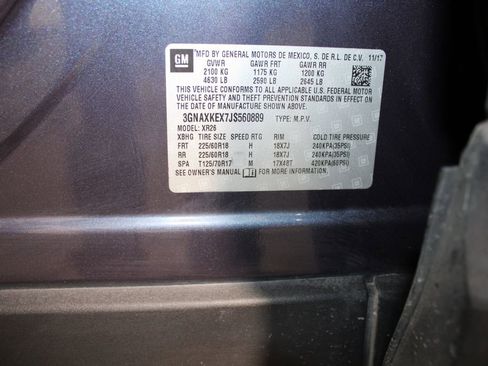 GM MFD BY GENERAL MOTORS DE MEXICO, S. DE R.L. DE C.V. 11/17
GVWR GAWR FRT GAWR RR
2100 KG 1175 KG 1200 KG
4630 LB 2590 LB 2645 LB
THIS VEHICLE CONFORMS TO ALL APPLICABLE U.S. FEDERAL MOTOR
VEHICLE SAFETY AND THEFT PREVENTION STANDARDS IN EFFECT ON THE
DATE OF MANUFACTURE SHOWN ABOVE.
3GNAXKEX7JS560889 TYPE: M.P.V.
MODEL: XR26
XBHG TIRE SIZE SPEED RTG RIM COLD TIRE PRESSURE
FRT 225/60R18 H 18X7J 240KPA(35PSI)
RR 225/60R18 H 18X7J 240KPA(35PSI)
SPA T125/70R17 M 17X4BT 420KPA(60PSI)
SEE OWNER'S MANUAL FOR MORE INFORMATION.